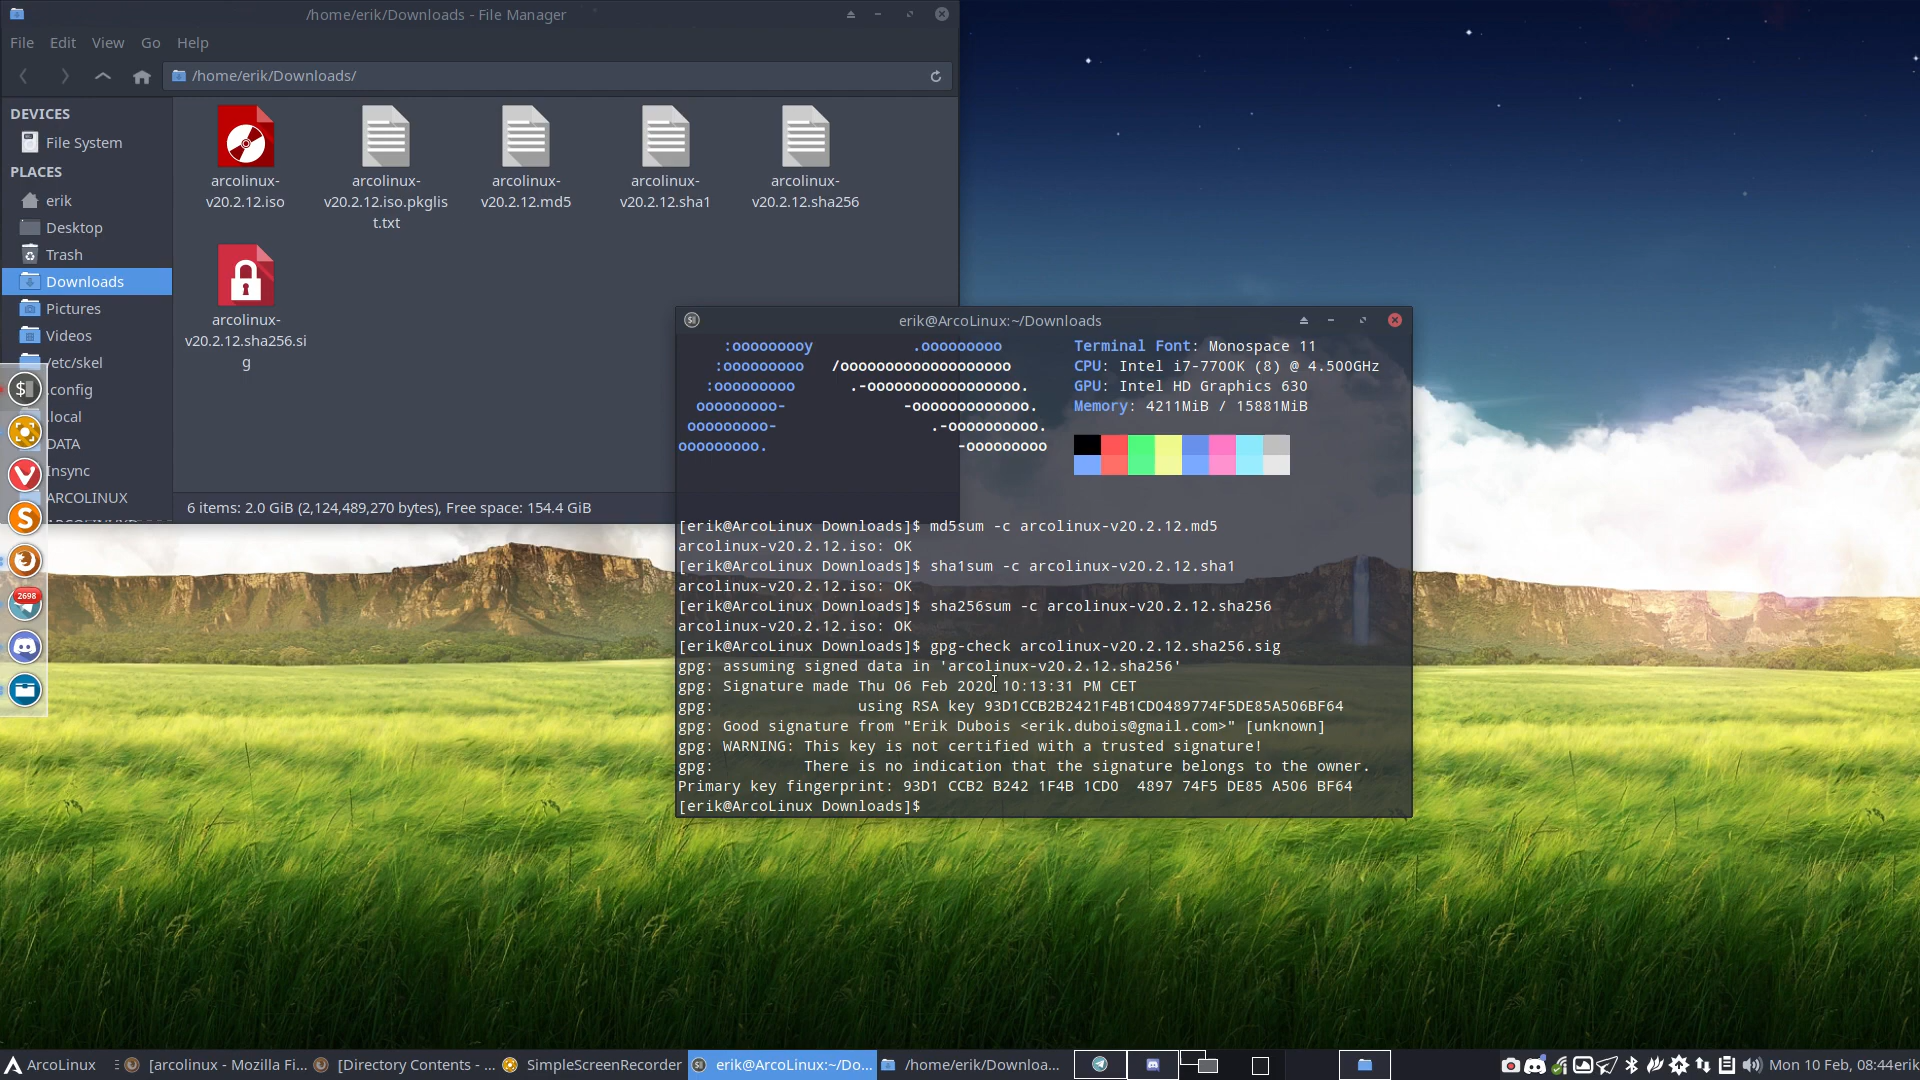 /home/erik/Downloads - File Manager
File Edit View Go Help
/home/erik/Downloads/
DEVICES
File System
PLACES
erik
Desktop
Trash
Downloads
Pictures
Videos
/etc/skel
.config
.local
DATA
Insync
ARCOLINUX
arcolinux-
v20.2.12.iso
arcolinux-
v20.2.12.iso.pkglis
t.txt
arcolinux-
v20.2.12.md5
arcolinux-
v20.2.12.sha1
arcolinux-
v20.2.12.sha256
arcolinux-
v20.2.12.sha256.si
g
6 items: 2.0 GiB (2,124,489,270 bytes), Free space: 154.4 GiB
2698
erik@ArcoLinux:~/Downloads
:ooooooooy .ooooooooo
:ooooooooo /ooooooooooooooooooo
:ooooooooo .-ooooooooooooooooo.
ooooooooo- -ooooooooooooo.
ooooooooo- .-oooooooooo.
ooooooooo. -ooooooooo
Terminal Font: Monospace 11
CPU: Intel i7-7700K (8) @ 4.500GHz
GPU: Intel HD Graphics 630
Memory: 4211MiB / 15881MiB
[erik@ArcoLinux Downloads]$ md5sum -c arcolinux-v20.2.12.md5
arcolinux-v20.2.12.iso: OK
[erik@ArcoLinux Downloads]$ sha1sum -c arcolinux-v20.2.12.sha1
arcolinux-v20.2.12.iso: OK
[erik@ArcoLinux Downloads]$ sha256sum -c arcolinux-v20.2.12.sha256
arcolinux-v20.2.12.iso: OK
[erik@ArcoLinux Downloads]$ gpg-check arcolinux-v20.2.12.sha256.sig
gpg: assuming signed data in 'arcolinux-v20.2.12.sha256'
gpg: Signature made Thu 06 Feb 2020 10:13:31 PM CET
gpg: using RSA key 93D1CCB2B2421F4B1CD0489774F5DE85A506BF64
gpg: Good signature from "Erik Dubois <erik.dubois@gmail.com>" [unknown]
gpg: WARNING: This key is not certified with a trusted signature!
gpg: There is no indication that the signature belongs to the owner.
Primary key fingerprint: 93D1 CCB2 B242 1F4B 1CD0 4897 74F5 DE85 A506 BF64
[erik@ArcoLinux Downloads]$
ArcoLinux [arcolinux - Mozilla Fi... [Directory Contents - ... SimpleScreenRecorder erik@ArcoLinux:~/Do... /home/erik/Downloa... Mon 10 Feb, 08:44 erik